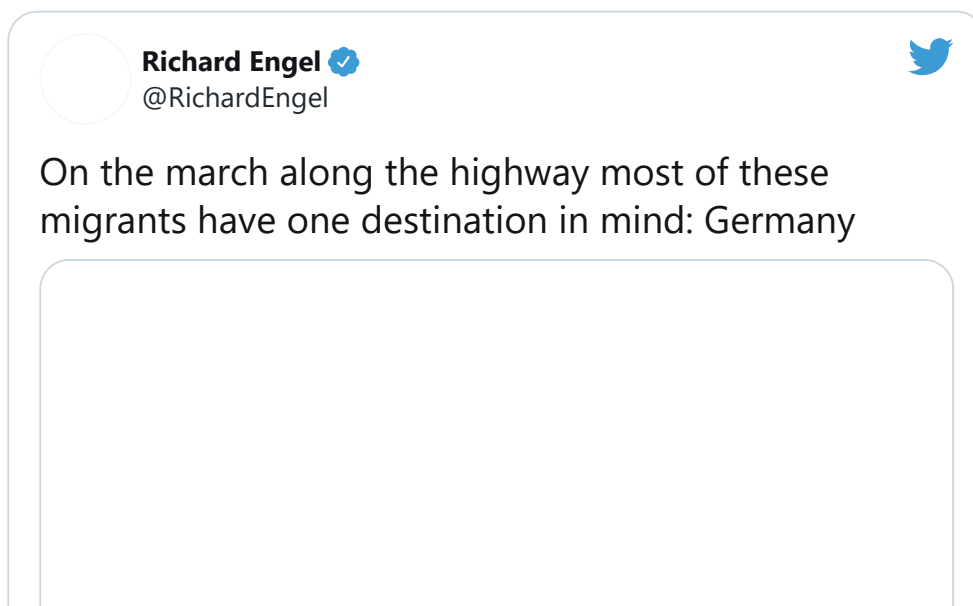 Richard Engel
@RichardEngel
On the march along the highway most of these
migrants have one destination in mind: Germany